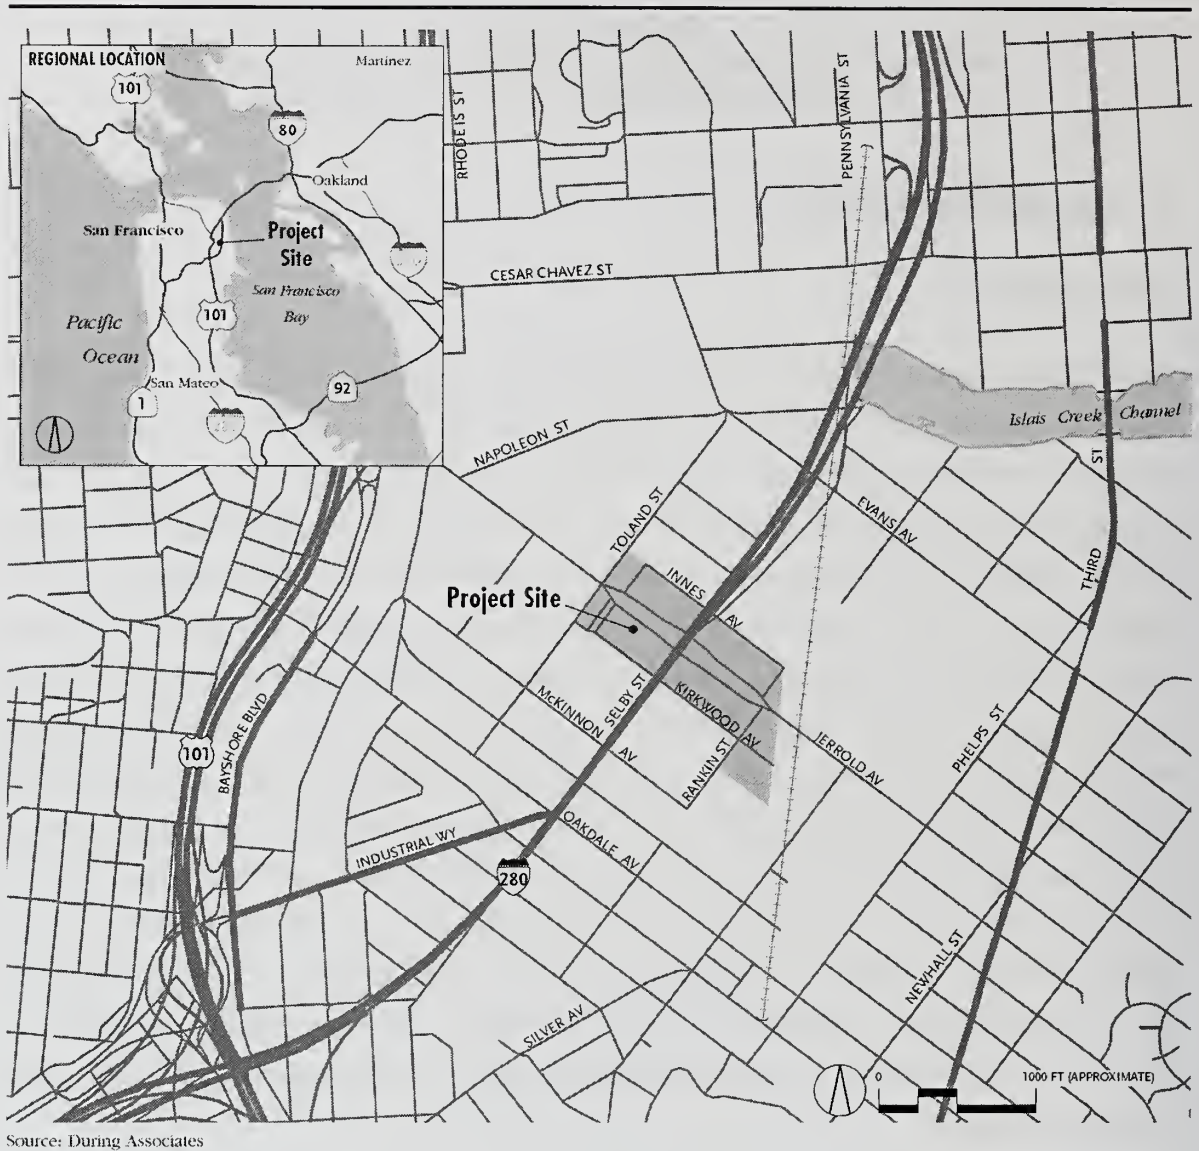 REGIONAL LOCATION
Martinez
101
80
Oakland
San Francisco
Project
Site
San Francisco
Bay
Pacific
Ocean
101
San Mateo
92
1
RHODEIS ST
PENNSYLVANIA ST
CESAR CHAVEZ ST
Islais Creek Channel
NAPOLEON ST
TOLAND ST
EVANS AV
THIRD ST
INNES AV
Project Site
SELBY ST
KIRKWOOD AV
McKINNON AV
RANKIN ST
JERROLD AV
PHELPS ST
BAYSHORE BLVD
101
INDUSTRIAL WY
OAKDALE AV
280
NEWHALL ST
SILVER AV
0
1000 FT (APPROXIMATE)
Source: During Associates